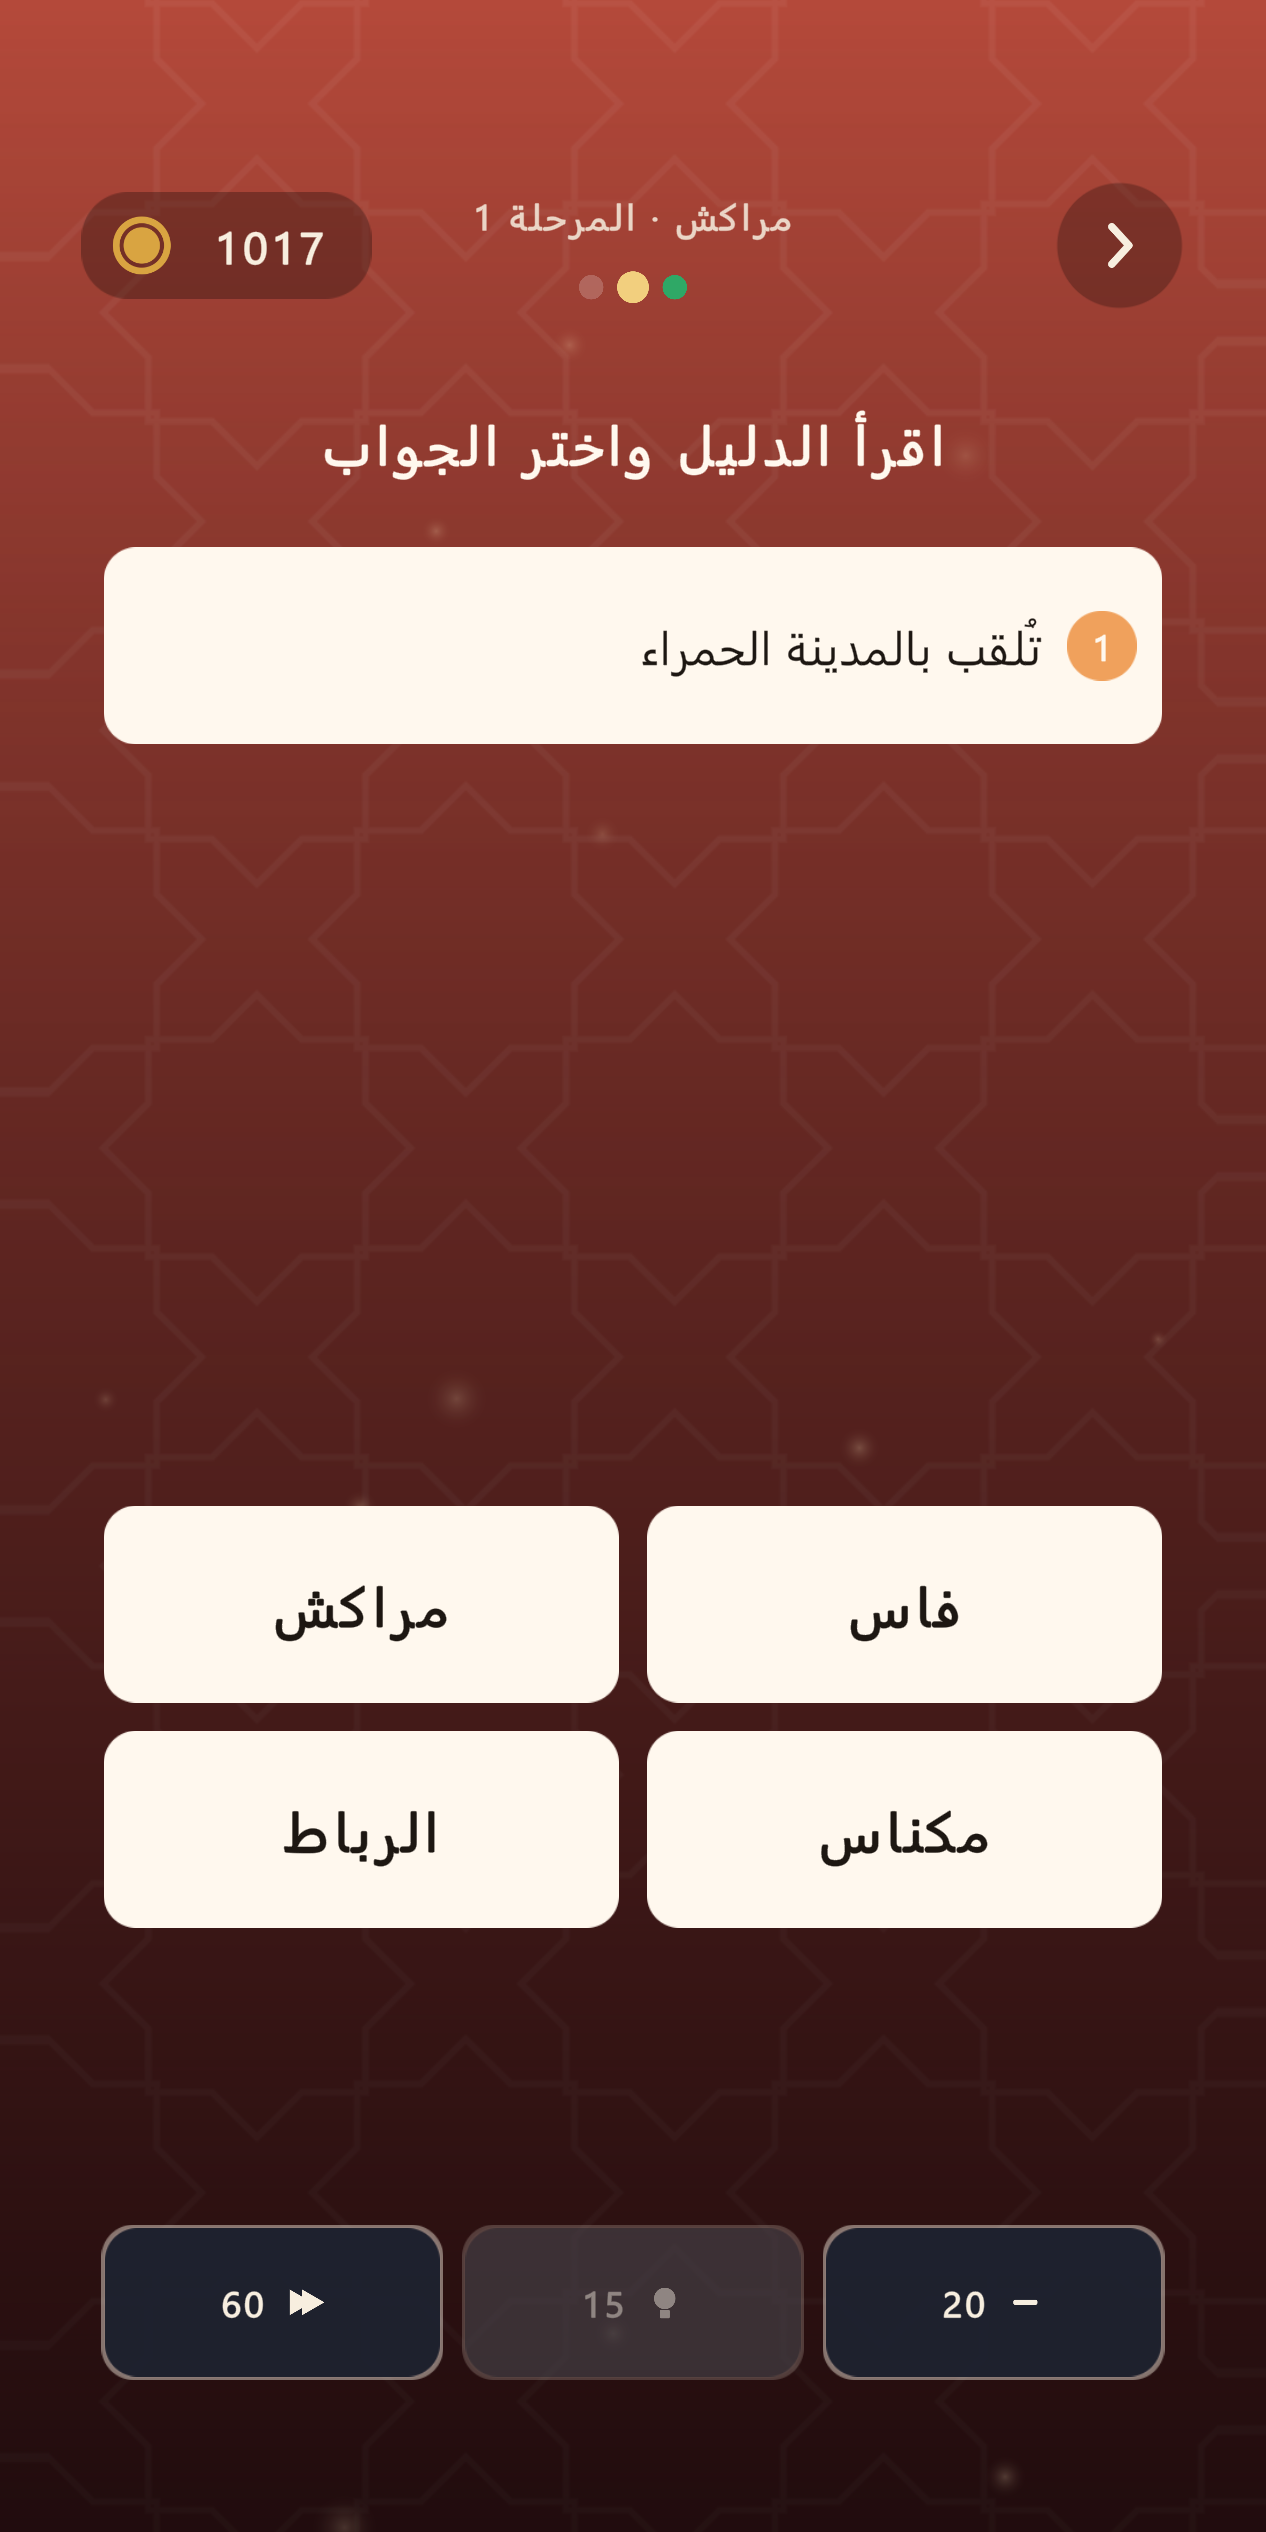 مراكش · المرحلة 1
1017
اقرأ الدليل واختر الجواب
1 تُلقب بالمدينة الحمراء
فاس
مراكش
مكناس
الرباط
20
15
60